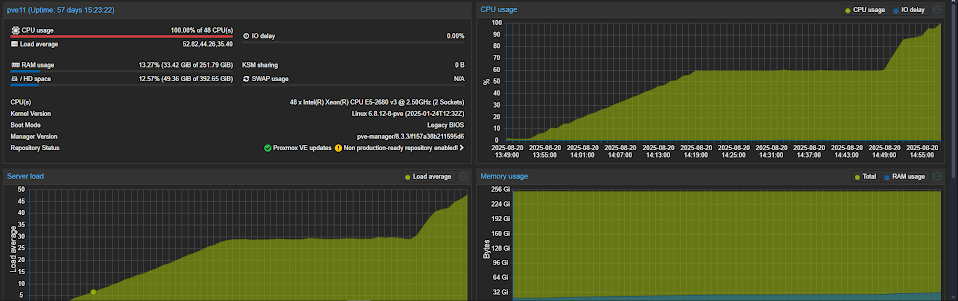 pve11 (Uptime: 57 days 15:23:22)
CPU usage 100.00% of 48 CPU(s)
IO delay 0.00%
Load average 52.82,44.26,35.40
RAM usage 13.27% (33.42 GiB of 251.79 GiB)
KSM sharing 0 B
/ HD space 12.57% (49.36 GiB of 392.65 GiB)
SWAP usage N/A
CPU(s) 48 x Intel(R) Xeon(R) CPU E5-2680 v3 @ 2.50GHz (2 Sockets)
Kernel Version Linux 6.8.12-8-pve (2025-01-24T12:32Z)
Boot Mode Legacy BIOS
Manager Version pve-manager/8.3.3/f157a38b211595d6
Repository Status Proxmox VE updates Non production-ready repository enabled!
CPU usage
CPU usage IO delay
100
90
80
70
60
50
40
30
20
10
0
%
2025-08-20 2025-08-20 2025-08-20 2025-08-20 2025-08-20 2025-08-20 2025-08-20 2025-08-20 2025-08-20 2025-08-20 2025-08-20 2025-08-20
13:49:00 13:55:00 14:01:00 14:07:00 14:13:00 14:19:00 14:25:00 14:31:00 14:37:00 14:43:00 14:49:00 14:55:00
Server load
Load average
50
45
40
35
30
25
20
15
10
5
Load average
Memory usage
Total RAM usage
256 Gi
224 Gi
192 Gi
160 Gi
128 Gi
96 Gi
64 Gi
32 Gi
Bytes